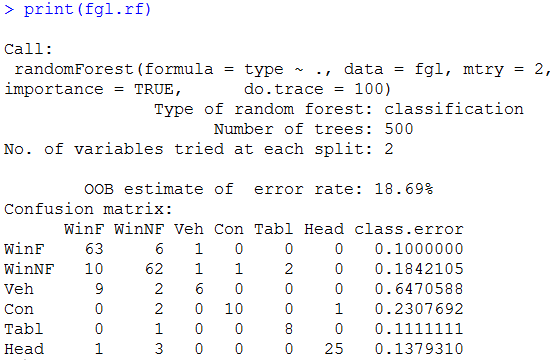 > print(fgl.rf)
Call:
 randomForest(formula = type ~ ., data = fgl, mtry = 2,
importance = TRUE,      do.trace = 100)
               Type of random forest: classification
                     Number of trees: 500
No. of variables tried at each split: 2
        OOB estimate of  error rate: 18.69%
Confusion matrix:
      WinF WinNF Veh Con Tabl Head class.error
WinF    63     6   1   0    0    0   0.1000000
WinNF   10    62   1   1    2    0   0.1842105
Veh      9     2   6   0    0    0   0.6470588
Con      0     2   0  10    0    1   0.2307692
Tabl     0     1   0   0    8    0   0.1111111
Head     1     3   0   0    0   25   0.1379310